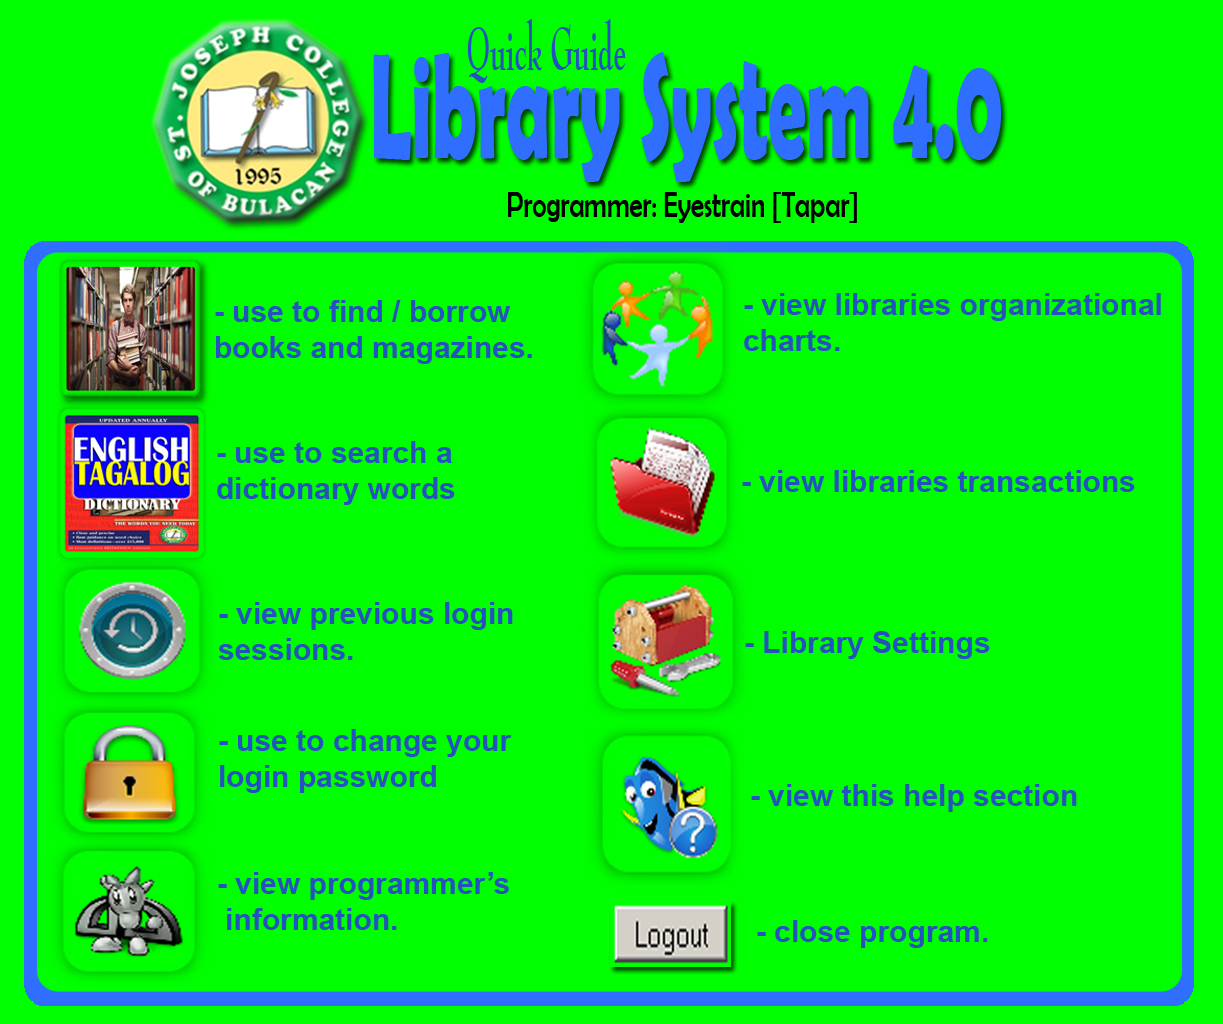 ST. JOSEPH COLLEGE
OF BULACAN
1995
Quick Guide
Library System 4.0
Programmer: Eyestrain [Tapar]
- use to find / borrow
books and magazines.
UPDATED ANNUALLY
ENGLISH
TAGALOG
DICTIONARY
THE WORDS YOU NEED TODAY
- use to search a
dictionary words
- view previous login
sessions.
- use to change your
login password
- view programmer’s
information.
- view libraries organizational
charts.
- view libraries transactions
- Library Settings
?
- view this help section
Logout
- close program.